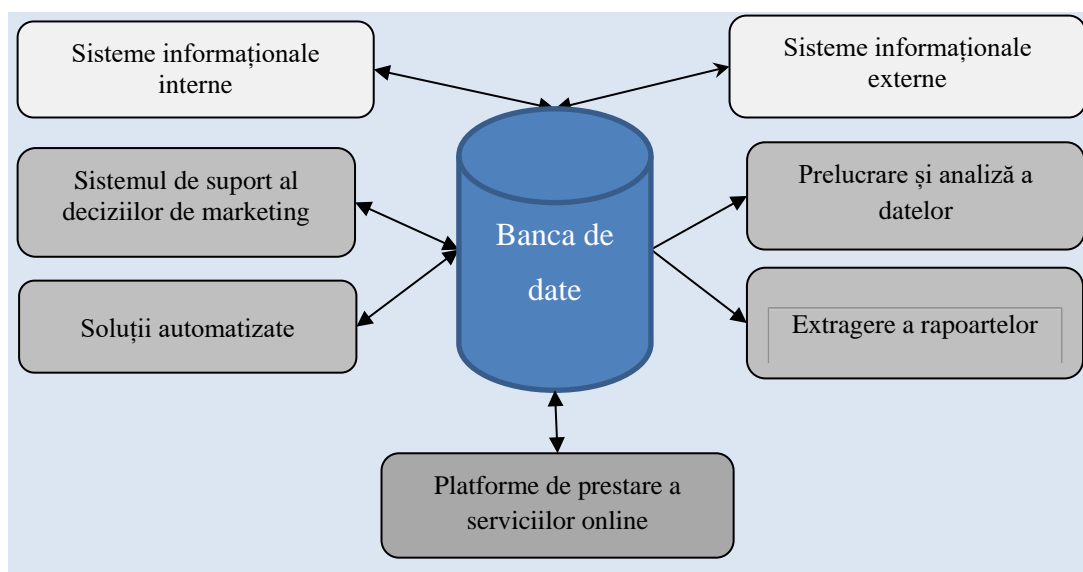 Sisteme informaționale
interne
Sisteme informaționale
externe
Sistemul de suport al
deciziilor de marketing
Prelucrare și analiză a
datelor
Banca de
date
Soluții automatizate
Extragere a rapoartelor
Platforme de prestare a
serviciilor online